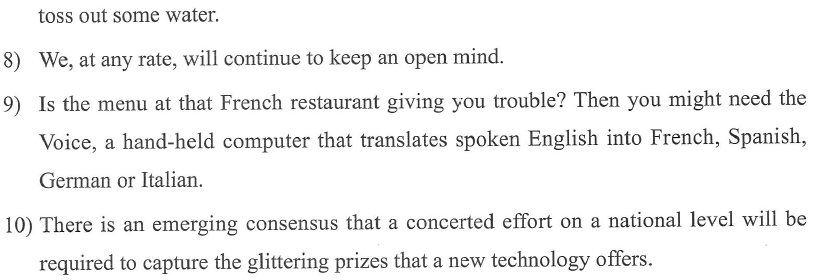 toss out some water.
8) We, at any rate, will continue to keep an open mind.
9) Is the menu at that French restaurant giving you trouble? Then you might need the
Voice, a hand-held computer that translates spoken English into French, Spanish,
German or Italian.
10) There is an emerging consensus that a concerted effort on a national level will be
required to capture the glittering prizes that a new technology offers.